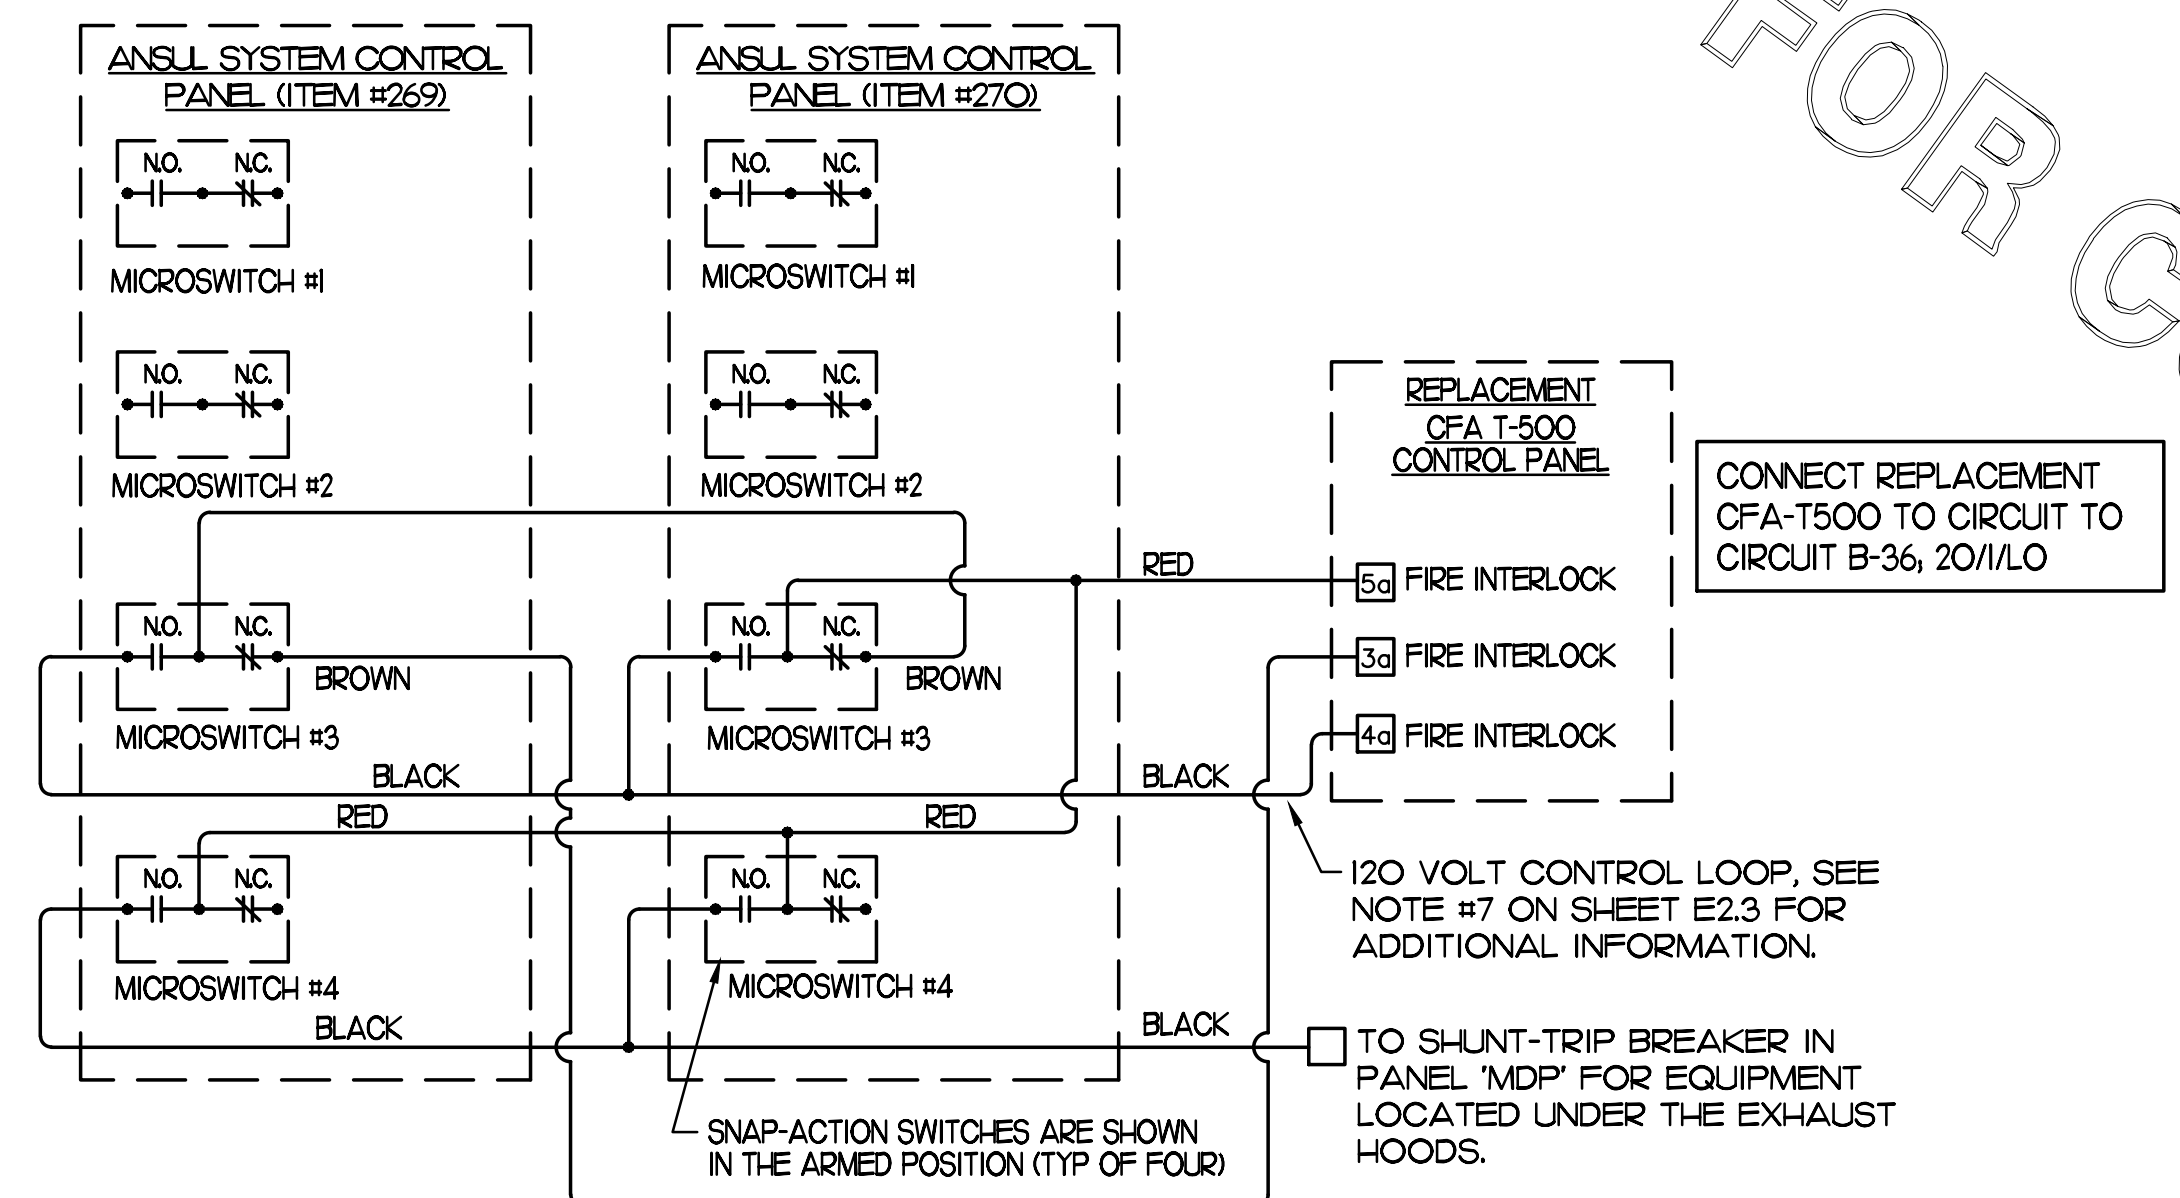 ANSUL SYSTEM CONTROL
PANEL (ITEM #269)
N.O. N.C.
MICROSWITCH #1
N.O. N.C.
MICROSWITCH #2
N.O. N.C.
BROWN
MICROSWITCH #3
BLACK
RED
N.O. N.C.
MICROSWITCH #4
BLACK
ANSUL SYSTEM CONTROL
PANEL (ITEM #270)
N.O. N.C.
MICROSWITCH #1
N.O. N.C.
MICROSWITCH #2
N.O. N.C.
BROWN
MICROSWITCH #3
RED
N.O. N.C.
MICROSWITCH #4
SNAP-ACTION SWITCHES ARE SHOWN
IN THE ARMED POSITION (TYP OF FOUR)
RED
BLACK
BLACK
REPLACEMENT
CFA T-500
CONTROL PANEL
5a FIRE INTERLOCK
3a FIRE INTERLOCK
4a FIRE INTERLOCK
CONNECT REPLACEMENT
CFA-T500 TO CIRCUIT TO
CIRCUIT B-36; 20/1/LO
120 VOLT CONTROL LOOP, SEE
NOTE #7 ON SHEET E2.3 FOR
ADDITIONAL INFORMATION.
TO SHUNT-TRIP BREAKER IN
PANEL 'MDP' FOR EQUIPMENT
LOCATED UNDER THE EXHAUST
HOODS.
FOR C